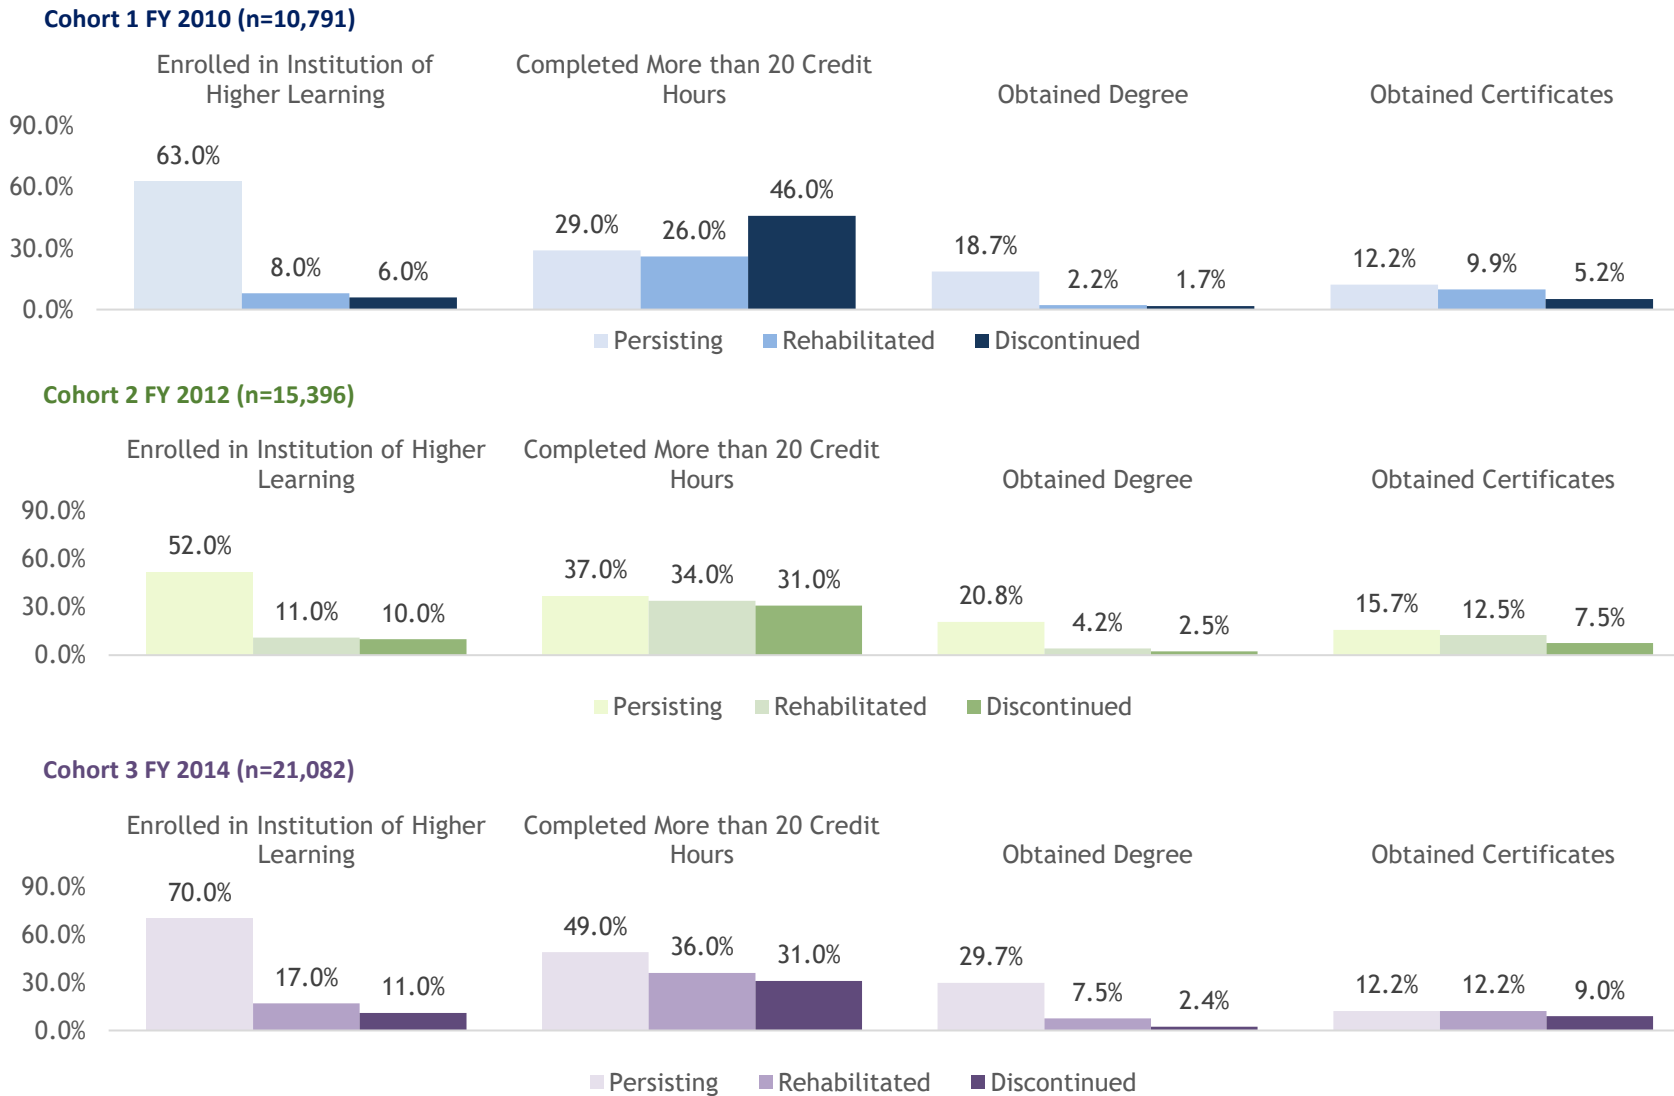 Cohort 1 FY 2010 (n=10,791)
Enrolled in Institution of
Higher Learning
Completed More than 20 Credit
Hours
Obtained Degree
Obtained Certificates
90.0%
60.0%
30.0%
0.0%
63.0%
8.0%
6.0%
29.0%
26.0%
46.0%
18.7%
2.2%
1.7%
12.2%
9.9%
5.2%
Persisting
Rehabilitated
Discontinued
Cohort 2 FY 2012 (n=15,396)
Enrolled in Institution of Higher
Learning
Completed More than 20 Credit
Hours
Obtained Degree
Obtained Certificates
90.0%
60.0%
30.0%
0.0%
52.0%
11.0%
10.0%
37.0%
34.0%
31.0%
20.8%
4.2%
2.5%
15.7%
12.5%
7.5%
Persisting
Rehabilitated
Discontinued
Cohort 3 FY 2014 (n=21,082)
Enrolled in Institution of Higher
Learning
Completed More than 20 Credit
Hours
Obtained Degree
Obtained Certificates
90.0%
60.0%
30.0%
0.0%
70.0%
17.0%
11.0%
49.0%
36.0%
31.0%
29.7%
7.5%
2.4%
12.2%
12.2%
9.0%
Persisting
Rehabilitated
Discontinued